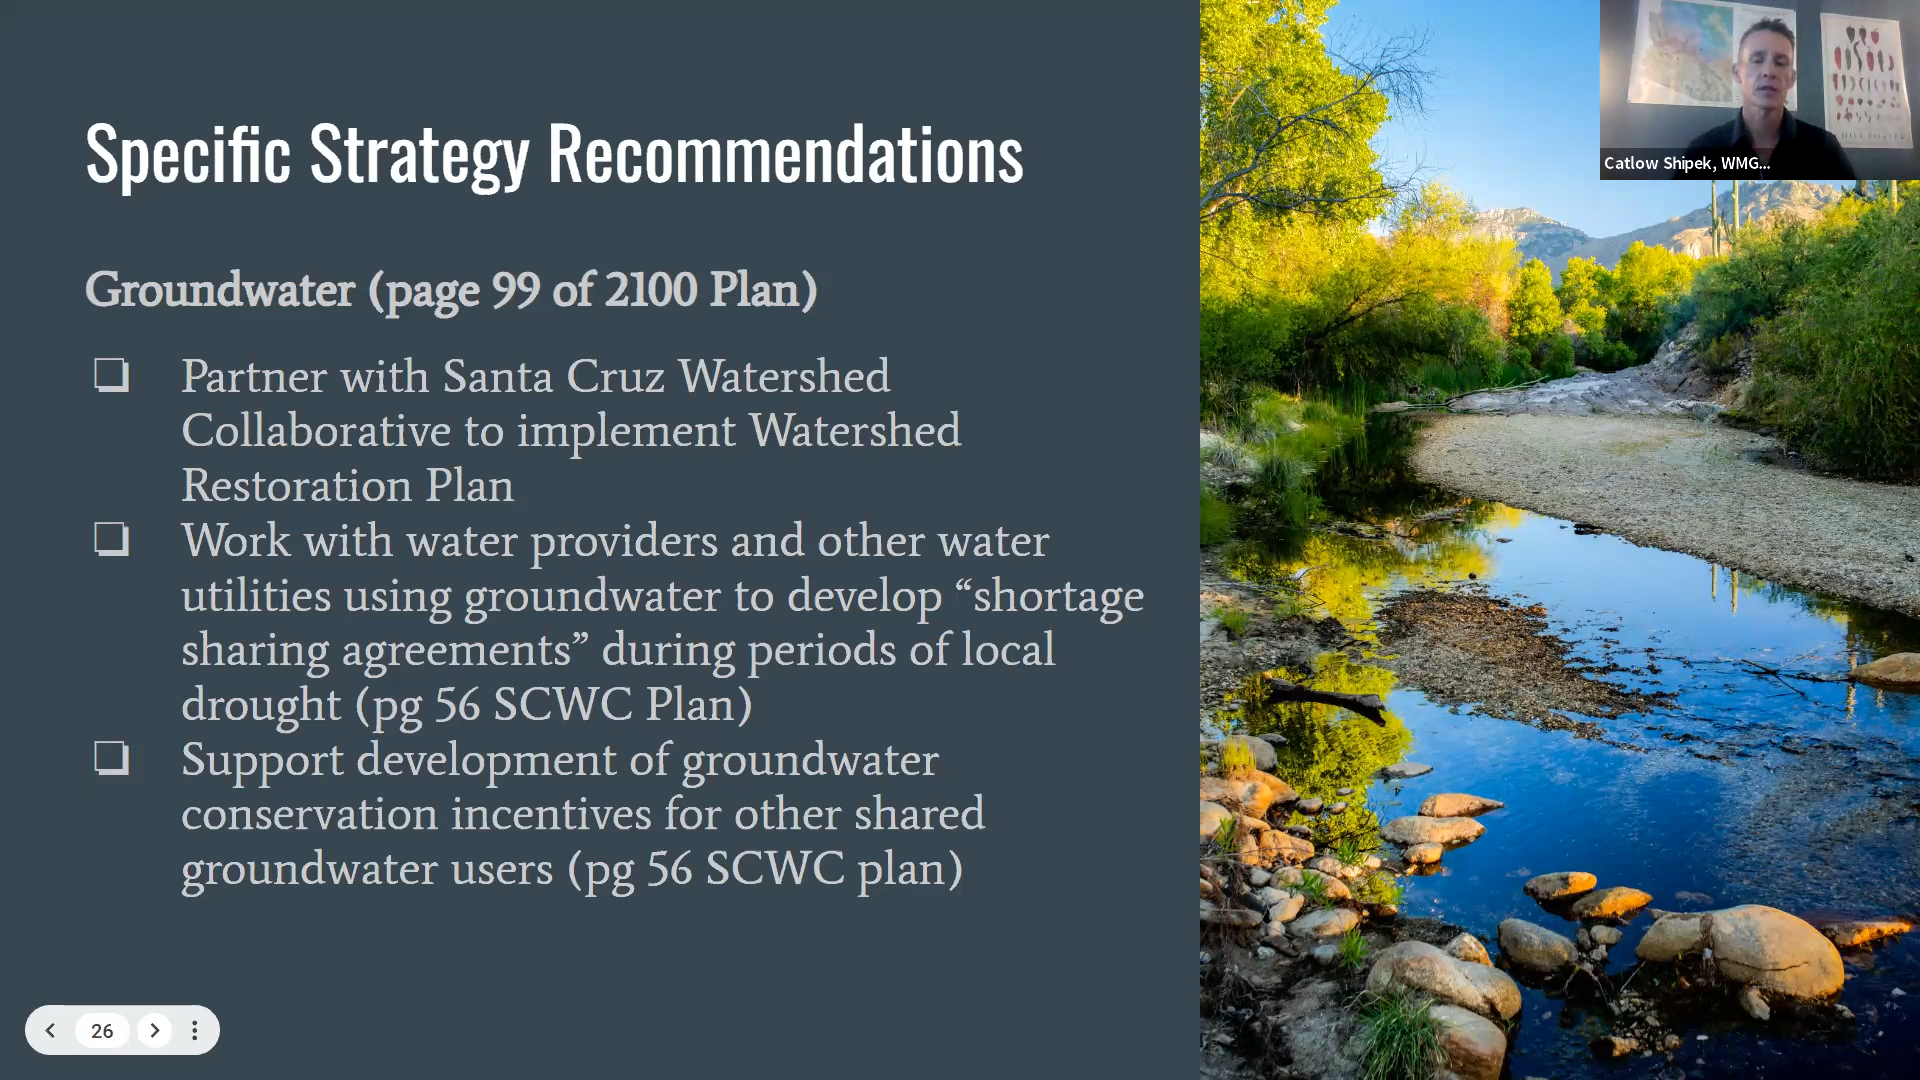 Specific Strategy Recommendations
Groundwater (page 99 of 2100 Plan)
❏ Partner with Santa Cruz Watershed
Collaborative to implement Watershed
Restoration Plan
❏ Work with water providers and other water
utilities using groundwater to develop “shortage
sharing agreements” during periods of local
drought (pg 56 SCWC Plan)
❏ Support development of groundwater
conservation incentives for other shared
groundwater users (pg 56 SCWC plan)
Catlow Shipek, WMG...
26